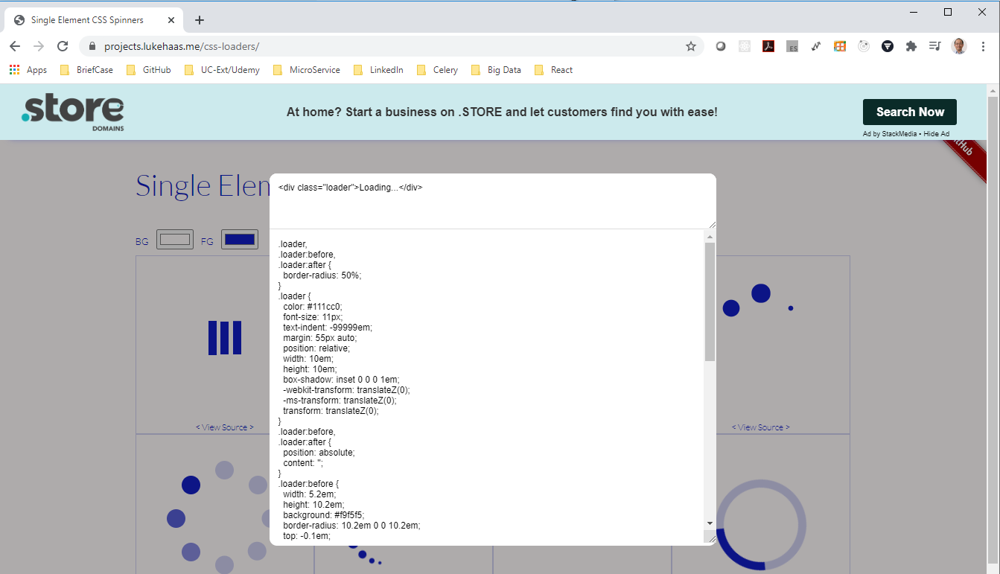 Single Element CSS Spinners
projects.lukehaas.me/css-loaders/
ES
Apps
BriefCase
GitHub
UC-Ext/Udemy
MicroService
LinkedIn
Celery
Big Data
React
.store
DOMAINS
At home? Start a business on .STORE and let customers find you with ease!
Search Now
Ad by StackMedia • Hide Ad
Single Elem
BG
FG
<div class="loader">Loading...</div>
.loader,
.loader:before,
.loader:after {
border-radius: 50%;
}
.loader {
color: #111cc0;
font-size: 11px;
text-indent: -99999em;
margin: 55px auto;
position: relative;
width: 10em;
height: 10em;
box-shadow: inset 0 0 0 1em;
-webkit-transform: translateZ(0);
-ms-transform: translateZ(0);
transform: translateZ(0);
}
.loader:before,
.loader:after {
position: absolute;
content: '';
}
.loader:before {
width: 5.2em;
height: 10.2em;
background: #f9f5f5;
border-radius: 10.2em 0 0 10.2em;
top: -0.1em;
< View Source >
< View Source >